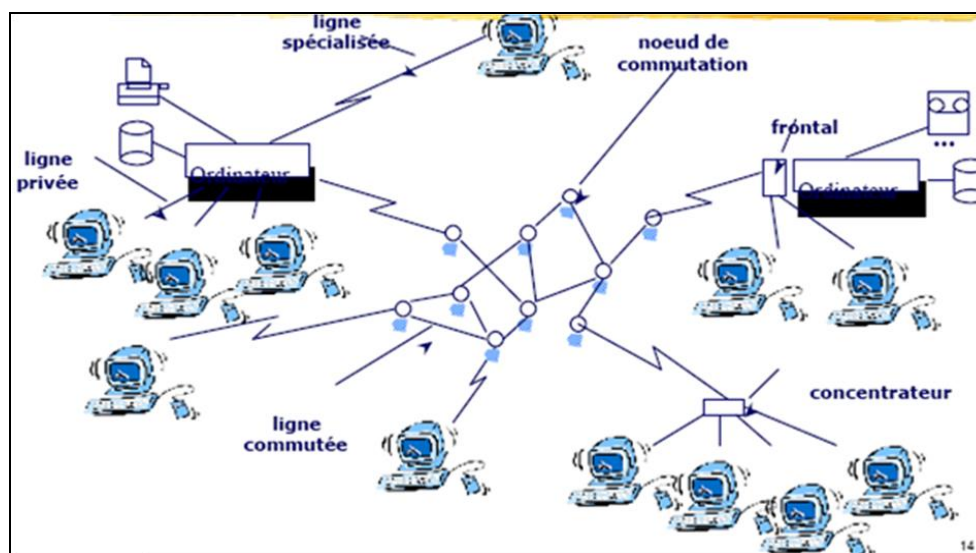 ligne
spécialisée
noeud de
commutation
frontal
...
ligne
privée
Ordinateur
Ordinateur
ligne
commutée
concentrateur
14